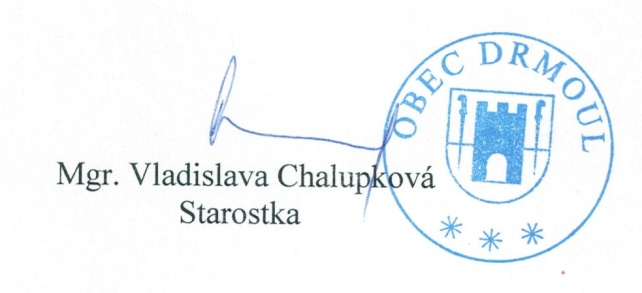 OBEC DRMOUL
Mgr. Vladislava Chalupková
Starostka